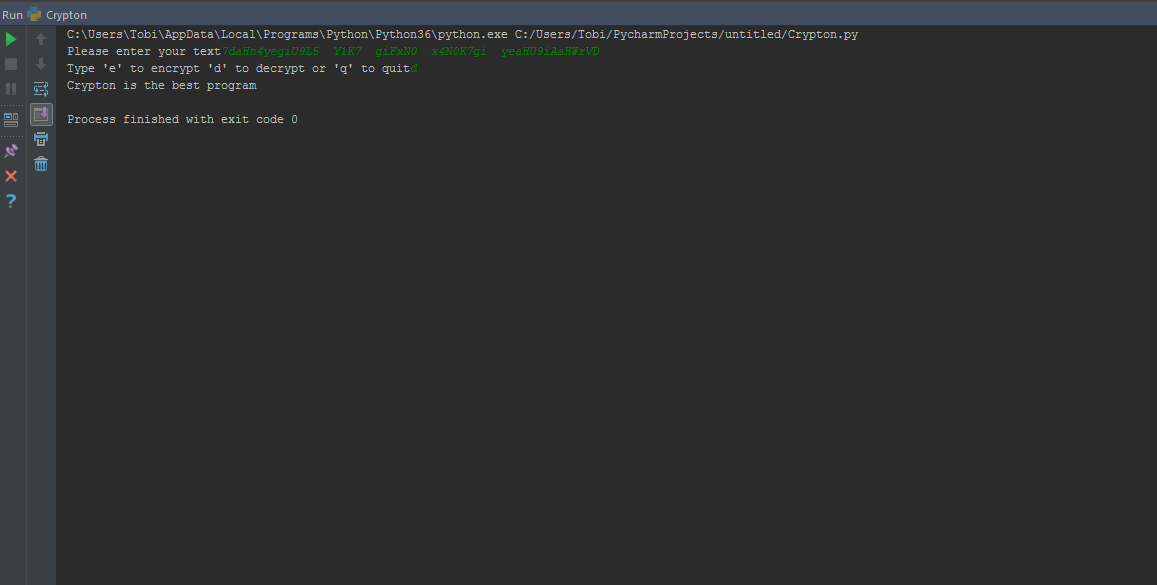 Run Crypton
C:\Users\Tobi\AppData\Local\Programs\Python\Python36\python.exe C:/Users/Tobi/PycharmProjects/untitled/Crypton.py
Please enter your text7daHn4yegiU9L5  Y1K7  giFxN0  x4N0K7gi  yeaHU9iAaHWrVD
Type 'e' to encrypt 'd' to decrypt or 'q' to quitd
Crypton is the best program
Process finished with exit code 0